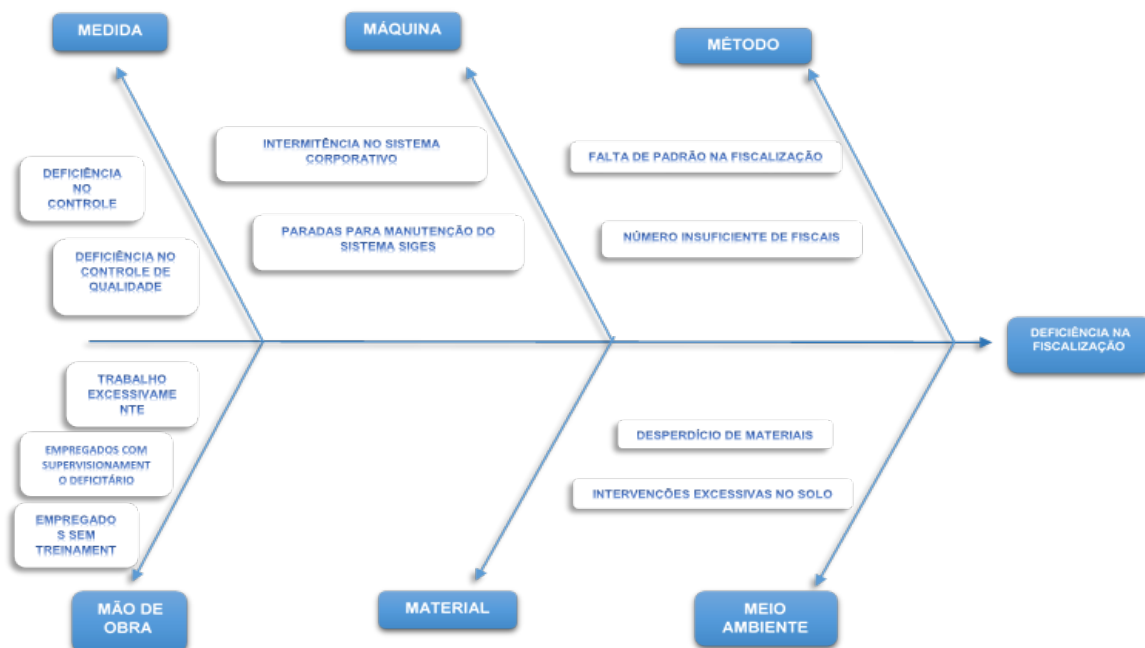 MEDIDA
MÁQUINA
MÉTODO
INTERMITÊNCIA NO SISTEMA
CORPORATIVO
FALTA DE PADRÃO NA FISCALIZAÇÃO
DEFICIÊNCIA
NO
CONTROLE
PARADAS PARA MANUTENÇÃO DO
SISTEMA SIGES
NÚMERO INSUFICIENTE DE FISCAIS
DEFICIÊNCIA NO
CONTROLE DE
QUALIDADE
DEFICIÊNCIA NA
FISCALIZAÇÃO
TRABALHO
EXCESSIVAME
NTE
DESPERDÍCIO DE MATERIAIS
EMPREGADOS COM
SUPERVISIONAMENT
O DEFICITÁRIO
INTERVENÇÕES EXCESSIVAS NO SOLO
EMPREGADO
S SEM
TREINAMENT
MÃO DE
OBRA
MATERIAL
MEIO
AMBIENTE